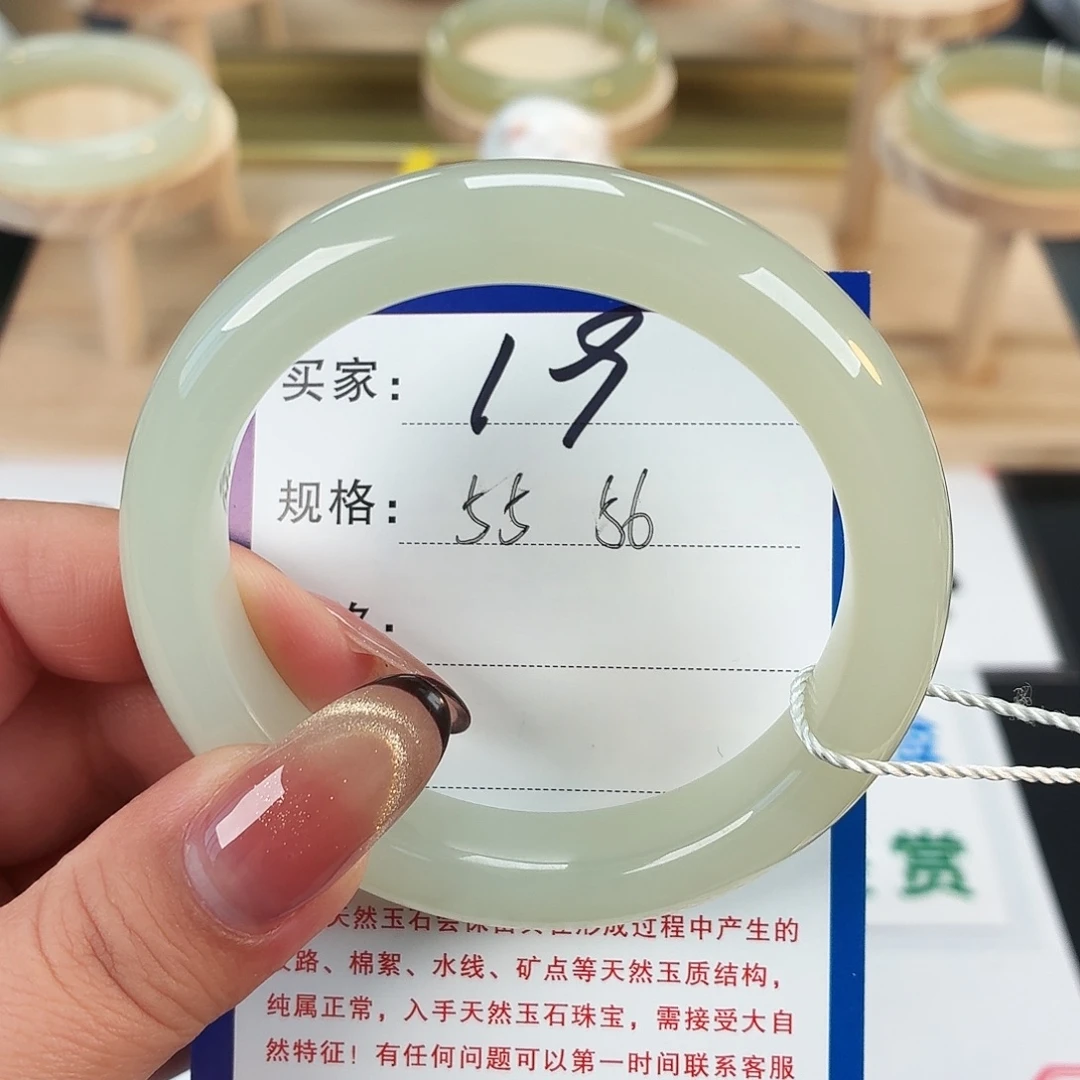 买家：19
规格：55 56
天然玉石会保留其在形成过程中产生的
路、棉絮、水线、矿点等天然玉质结构，
纯属正常，入手天然玉石珠宝，需接受大自
然特征！有任何问题可以第一时间联系客服
赏